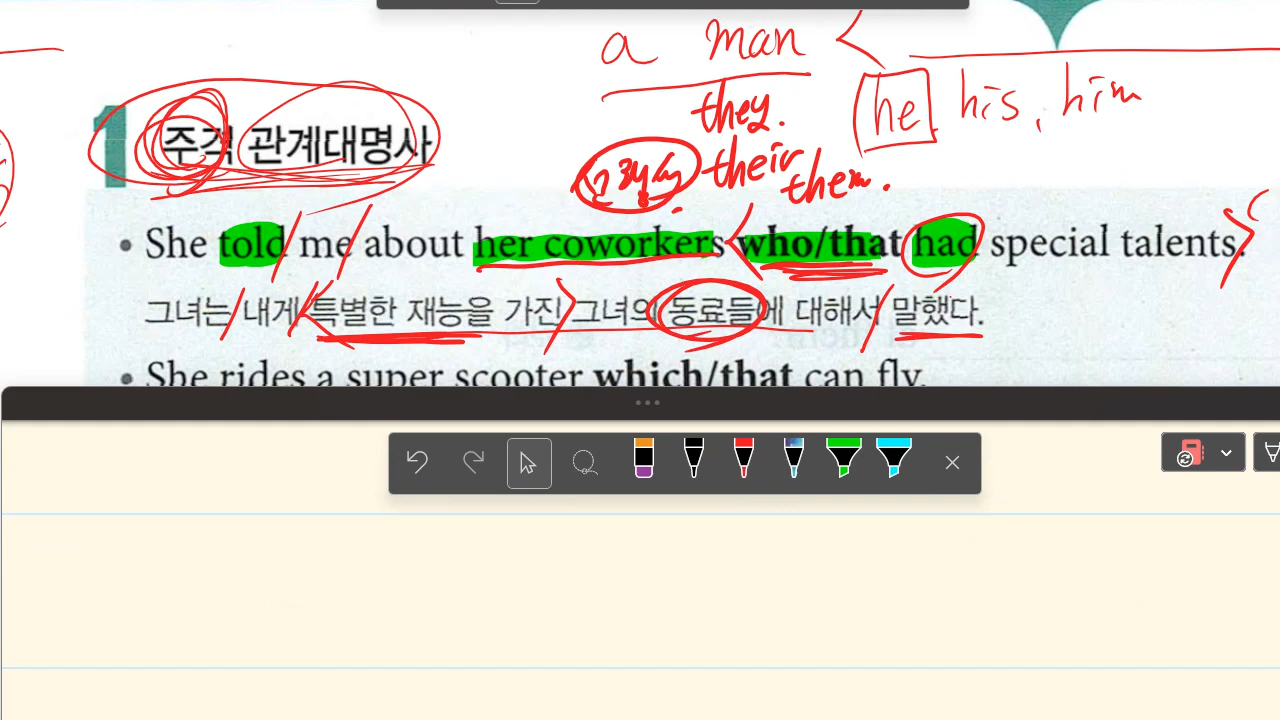 a man
he, his, him
they.
1 주격 관계대명사
their
them.
• She told me about her coworkers who/that had special talents.
그녀는 내게 특별한 재능을 가진 그녀의 동료들에 대해서 말했다.
• She rides a super scooter which/that can fly.